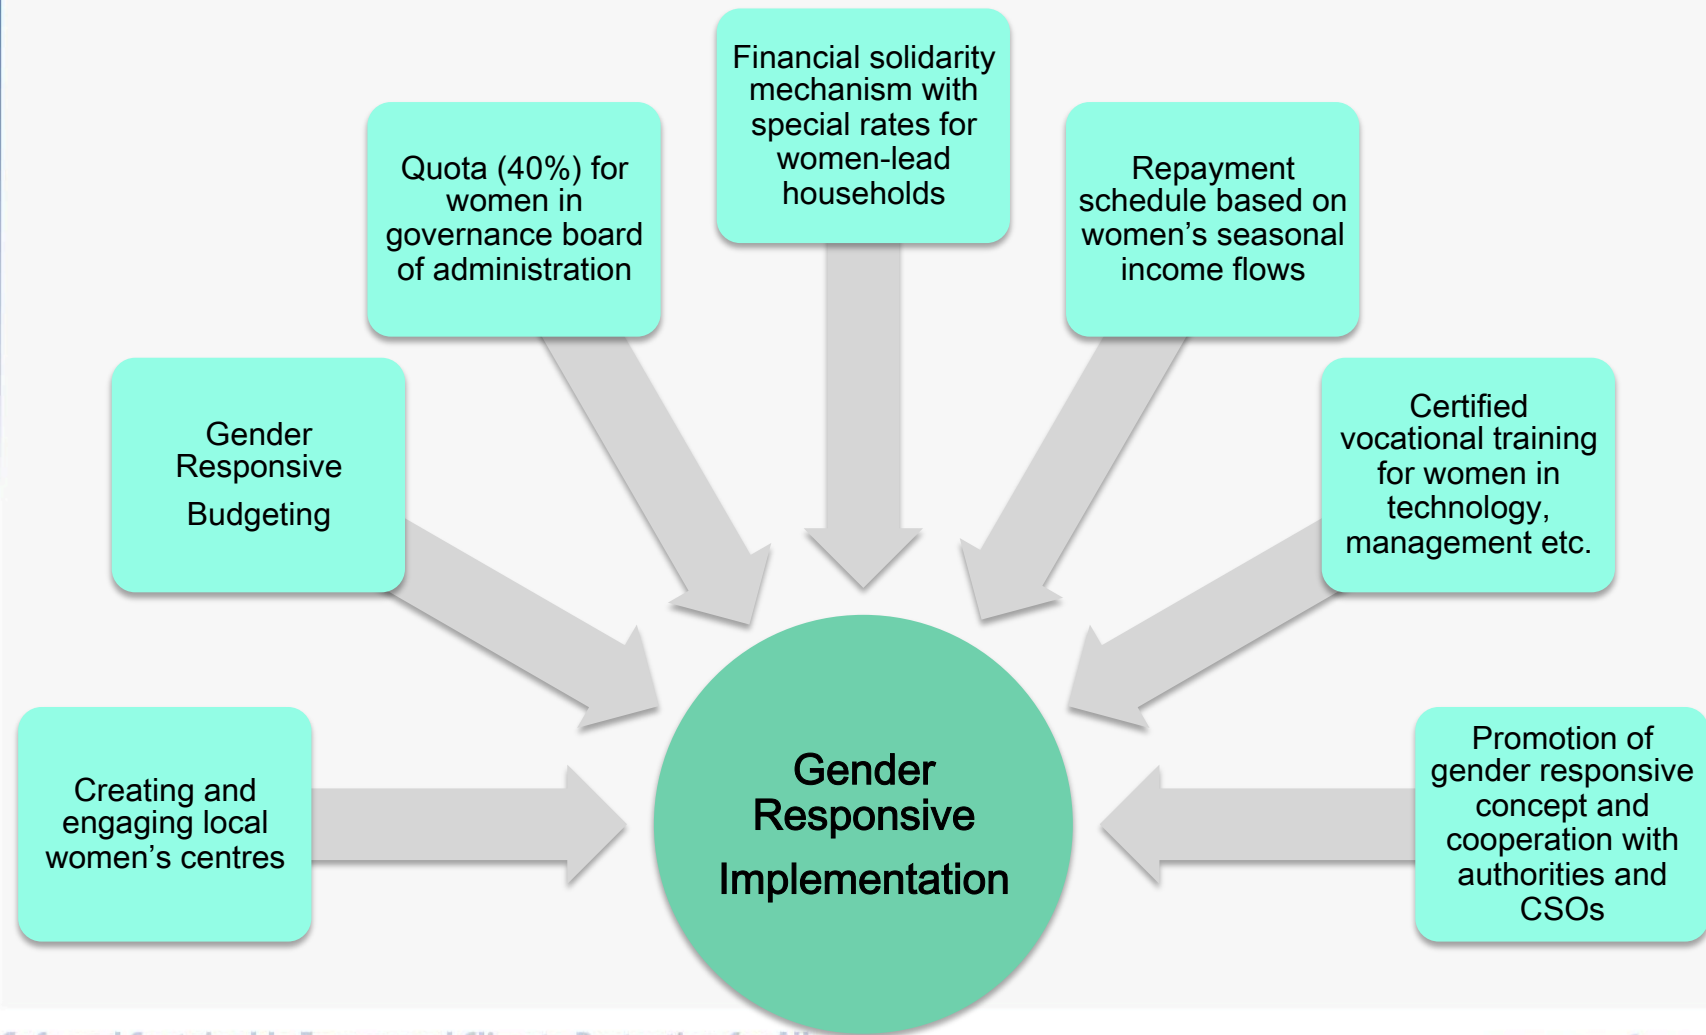 Financial solidarity
mechanism with
special rates for
women-lead
households
Quota (40%) for
women in
governance board
of administration
Repayment
schedule based on
women’s seasonal
income flows
Gender
Responsive
Budgeting
Certified
vocational training
for women in
technology,
management etc.
Creating and
engaging local
women’s centres
Gender
Responsive
Implementation
Promotion of
gender responsive
concept and
cooperation with
authorities and
CSOs